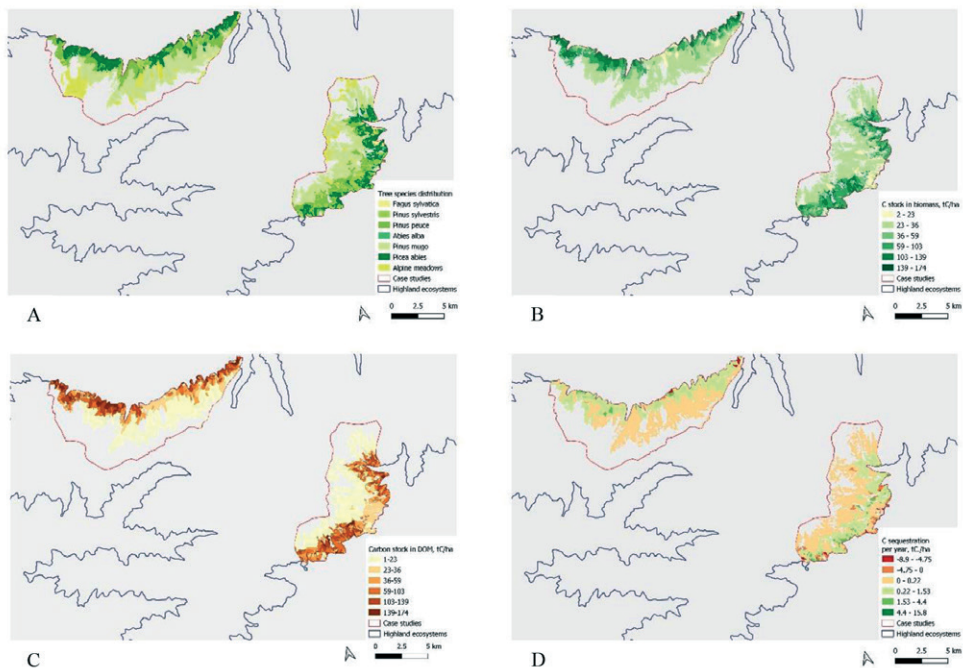 Tree species distribution
Fagus sylvatica
Pinus sylvestris
Pinus peuce
Abies alba
Pinus mugo
Picea abies
Alpine meadows
Case studies
Highland ecosystems
0 2.5 5 km
A
C stock in biomass, tC/ha
2 - 23
23 - 36
36 - 59
59 - 103
103 - 139
139 - 174
Case studies
Highland ecosystems
0 2.5 5 km
B
Carbon stock in DOM, tC/ha
1-23
23-36
36-59
59-103
103-139
139-174
Case studies
Highland ecosystems
0 2.5 5 km
C
C sequestration
per year, tC/ha
-8.9 - -4.75
-4.75 - 0
0 - 0.22
0.22 - 1.53
1.53 - 4.4
4.4 - 15.8
Case studies
Highland ecosystems
0 2.5 5 km
D